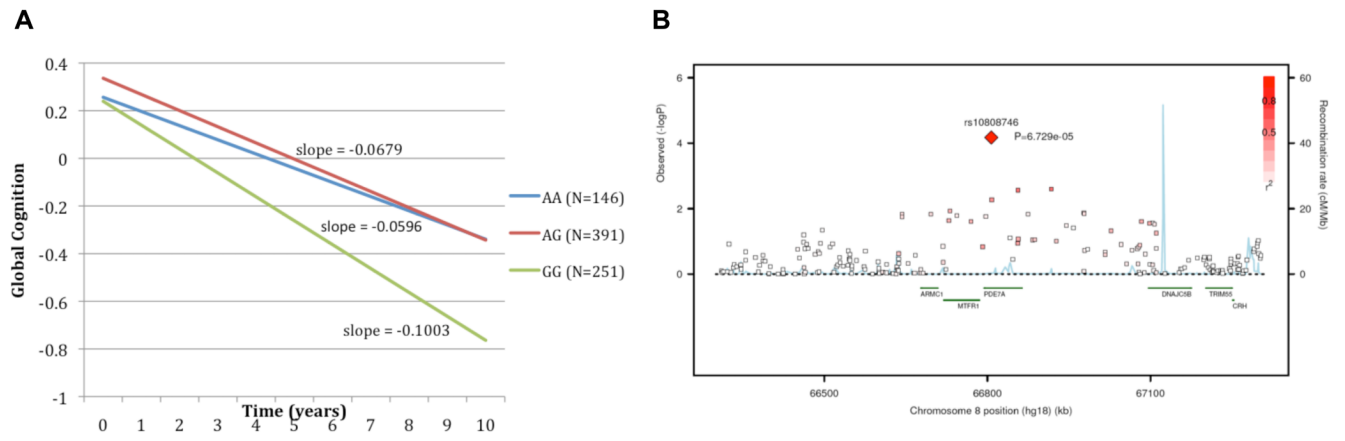 A
0.4
0.2
0
-0.2
-0.4
-0.6
-0.8
-1
Global Cognition
slope = -0.0679
slope = -0.0596
slope = -0.1003
Time (years)
0 1 2 3 4 5 6 7 8 9 10
AA (N=146)
AG (N=391)
GG (N=251)
B
6
4
2
0
Observed (-logP)
rs10808746
P=6.729e-05
0.8
0.5
r²
60
40
20
0
Recombination rate (cM/Mb)
ARMC1
MTFR1
PDE7A
DNAJC5B
TRIM55
CRH
66500 66800 67100
Chromosome 8 position (hg18) (kb)